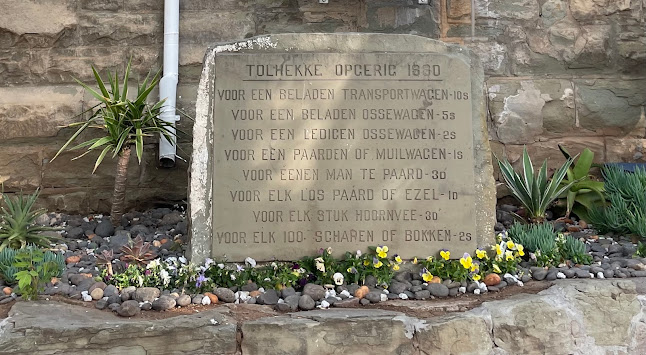 TOLHEKKE OPGERIG 1880
VOOR EEN BELADEN TRANSPORTWAGEN-10s
VOOR EEN BELADEN OSSEWAGEN-5s
VOOR EEN LEDIGEN OSSEWAGEN-2s
VOOR EEN PAARDEN OF MUILWAGEN-1s
VOOR EENEN MAN TE PAARD-3D
VOOR ELK LOS PAARD OF EZEL-1D
VOOR ELK STUK HOORNVEE-3D
VOOR ELK 100- SCHAPEN OF BOKKEN-2s